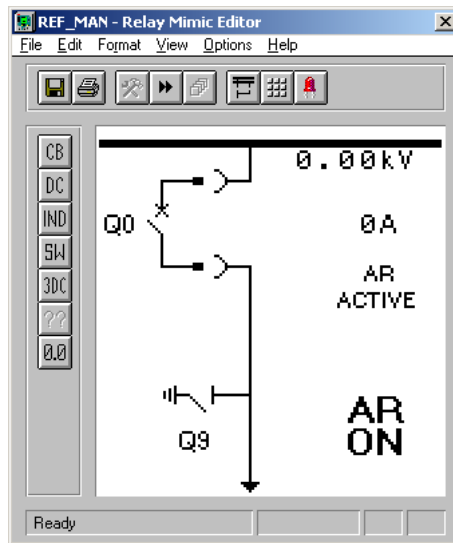 REF_MAN - Relay Mimic Editor
File Edit Format View Options Help
CB
DC
IND
SW
3DC
??
0.0
0.00kV
Q0
0A
AR
ACTIVE
AR
ON
Q9
Ready